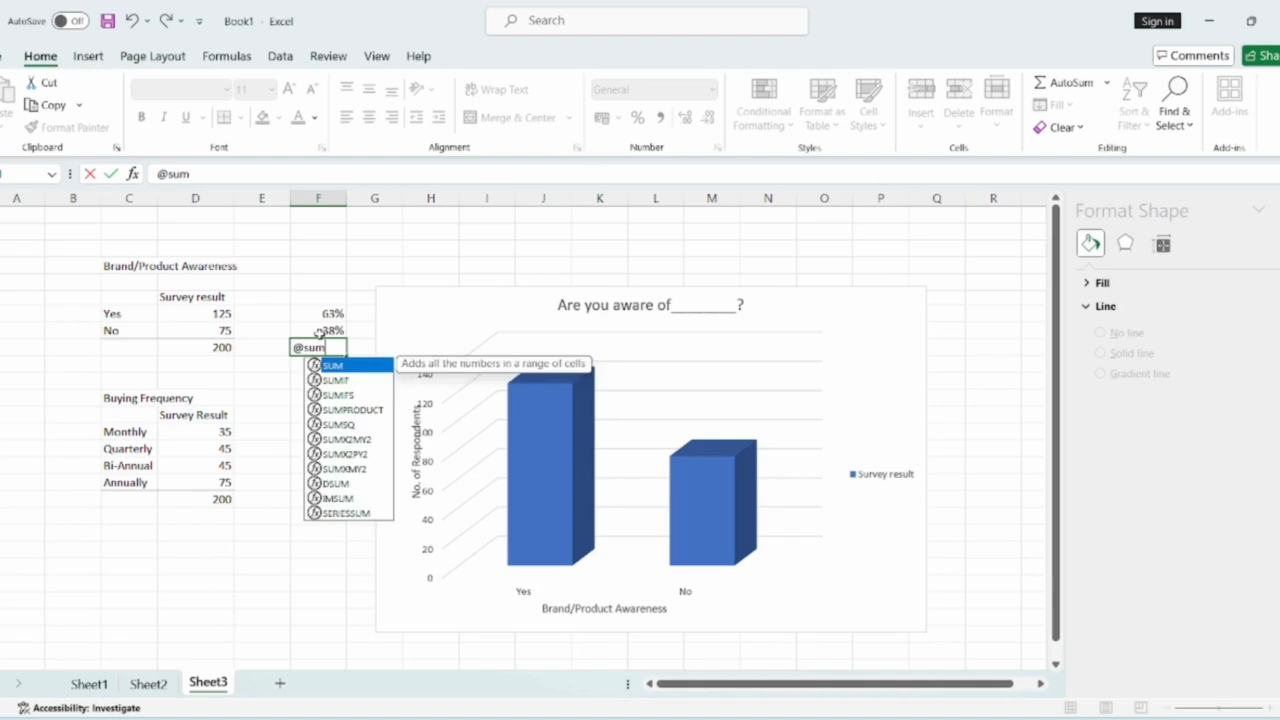 AutoSave Off Book1 - Excel Search Sign in
Home Insert Page Layout Formulas Data Review View Help Comments
Cut
Copy
Format Painter
Clipboard
11
B I U
Font
Wrap Text
Merge & Center
Alignment
General
Number
Conditional Formatting
Format as Table
Cell Styles
Styles
Insert Delete Format
Cells
AutoSum
Fill
Clear
Sort & Filter
Find & Select
Editing
Add-ins
Add-ins
fx @sum
A B C D E F G H I J K L M N O P Q R
Brand/Product Awareness
Survey result
Yes 125 63%
No 75 38%
200 @sum
Buying Frequency
Survey Result
Monthly 35
Quarterly 45
Bi-Annual 45
Annually 75
200
SUM
SUMIF
SUMIFS
SUMPRODUCT
SUMSQ
SUMX2MY2
SUMX2PY2
SUMXMY2
DSUM
IMSUM
SERIESSUM
Adds all the numbers in a range of cells
Are you aware of________?
140
120
100
80
60
40
20
0
No. of Respondents
Yes No
Brand/Product Awareness
Survey result
Format Shape
Fill
Line
No line
Solid line
Gradient line
Sheet1 Sheet2 Sheet3
Accessibility: Investigate